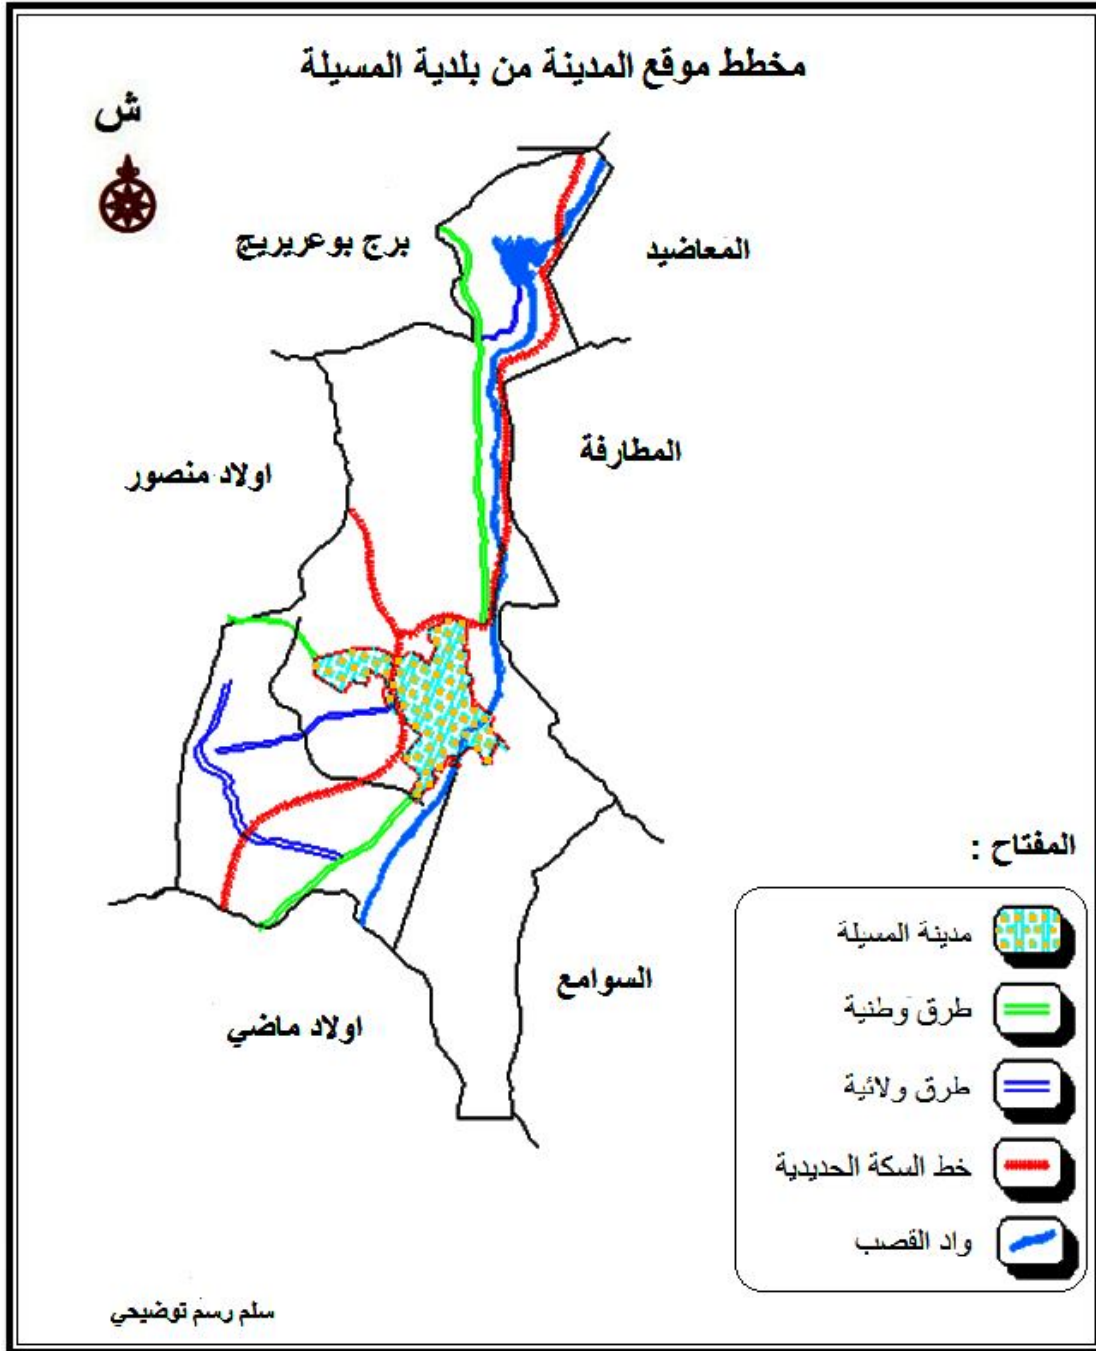 مخطط موقع المدينة من بلدية المسيلة
ش
برج بوعريريج
المعاضيد
المطارفة
اولاد منصور
السوامع
اولاد ماضي
المفتاح :
مدينة المسيلة
طرق وطنية
طرق ولائية
خط السكة الحديدية
واد القصب
سلم رسم توضيحي